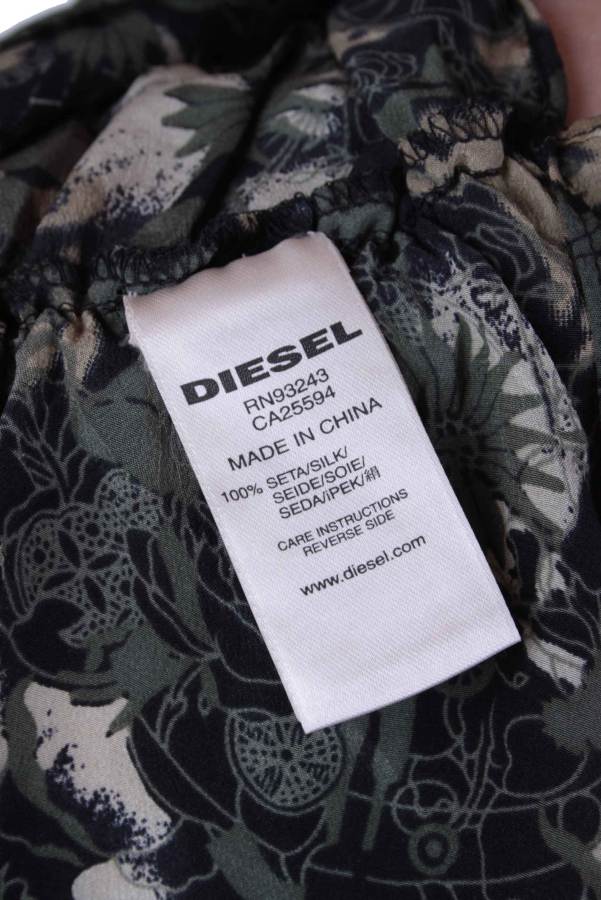 DIESEL
RN93243
CA25594
MADE IN CHINA
100% SETA/SILK/
SEIDE/SOIE/
SEDA/iPEK/絹
CARE INSTRUCTIONS
REVERSE SIDE
www.diesel.com